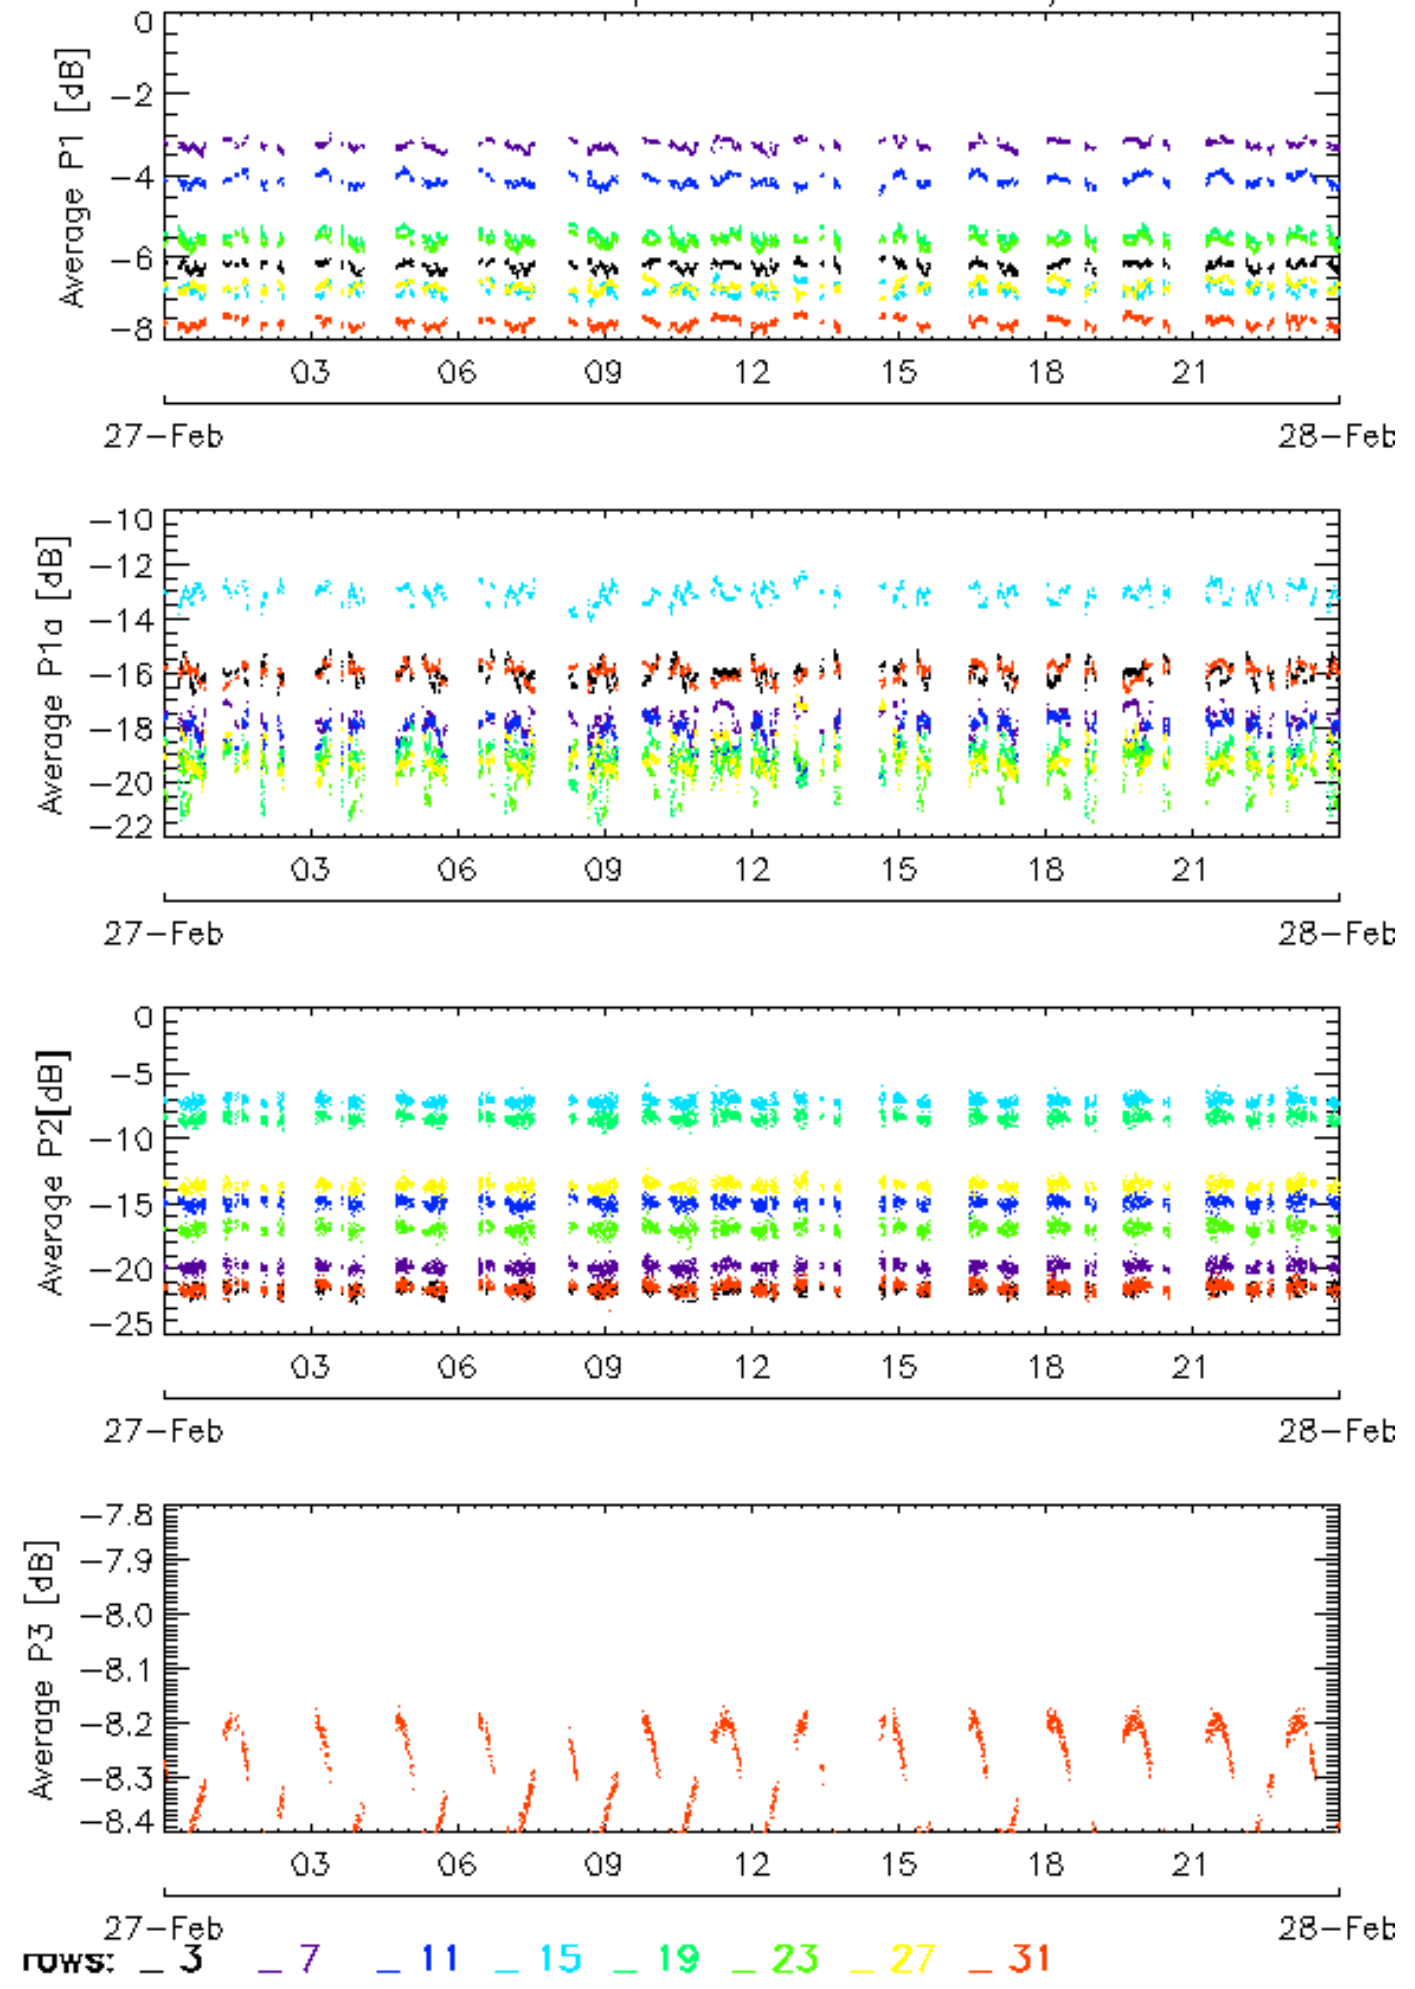 Average P1 [dB]
0
-2
-4
-6
-8
03 06 09 12 15 18 21
27-Feb 28-Feb
Average P1a [dB]
-10
-12
-14
-16
-18
-20
-22
03 06 09 12 15 18 21
27-Feb 28-Feb
Average P2[dB]
0
-5
-10
-15
-20
-25
03 06 09 12 15 18 21
27-Feb 28-Feb
Average P3 [dB]
-7.8
-7.9
-8.0
-8.1
-8.2
-8.3
-8.4
03 06 09 12 15 18 21
27-Feb 28-Feb
rows: _ 3 _ 7 _ 11 _ 15 _ 19 _ 23 _ 27 _ 31